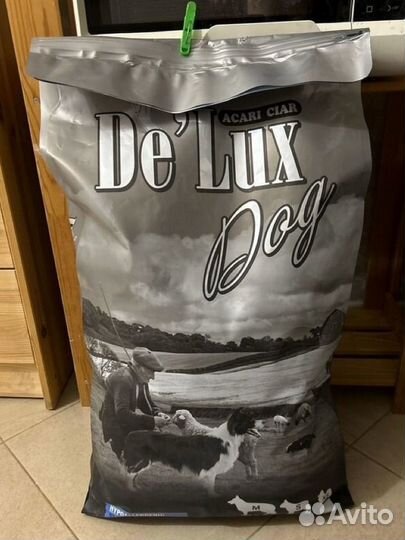 ACARI CIAR
De'Lux
Dog
M S
Avito